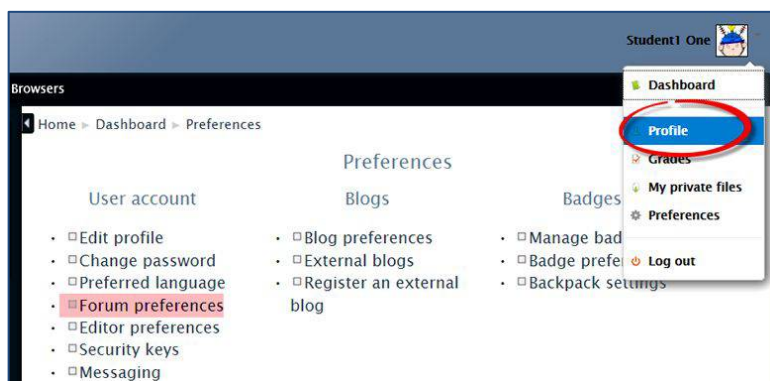 Student1 One
Browsers
Home ▸ Dashboard ▸ Preferences
Preferences
User account
Edit profile
Change password
Preferred language
Forum preferences
Editor preferences
Security keys
Messaging
Blogs
Blog preferences
External blogs
Register an external
blog
Badges
Manage bad
Badge prefe
Backpack settings
Dashboard
Profile
Grades
My private files
Preferences
Log out